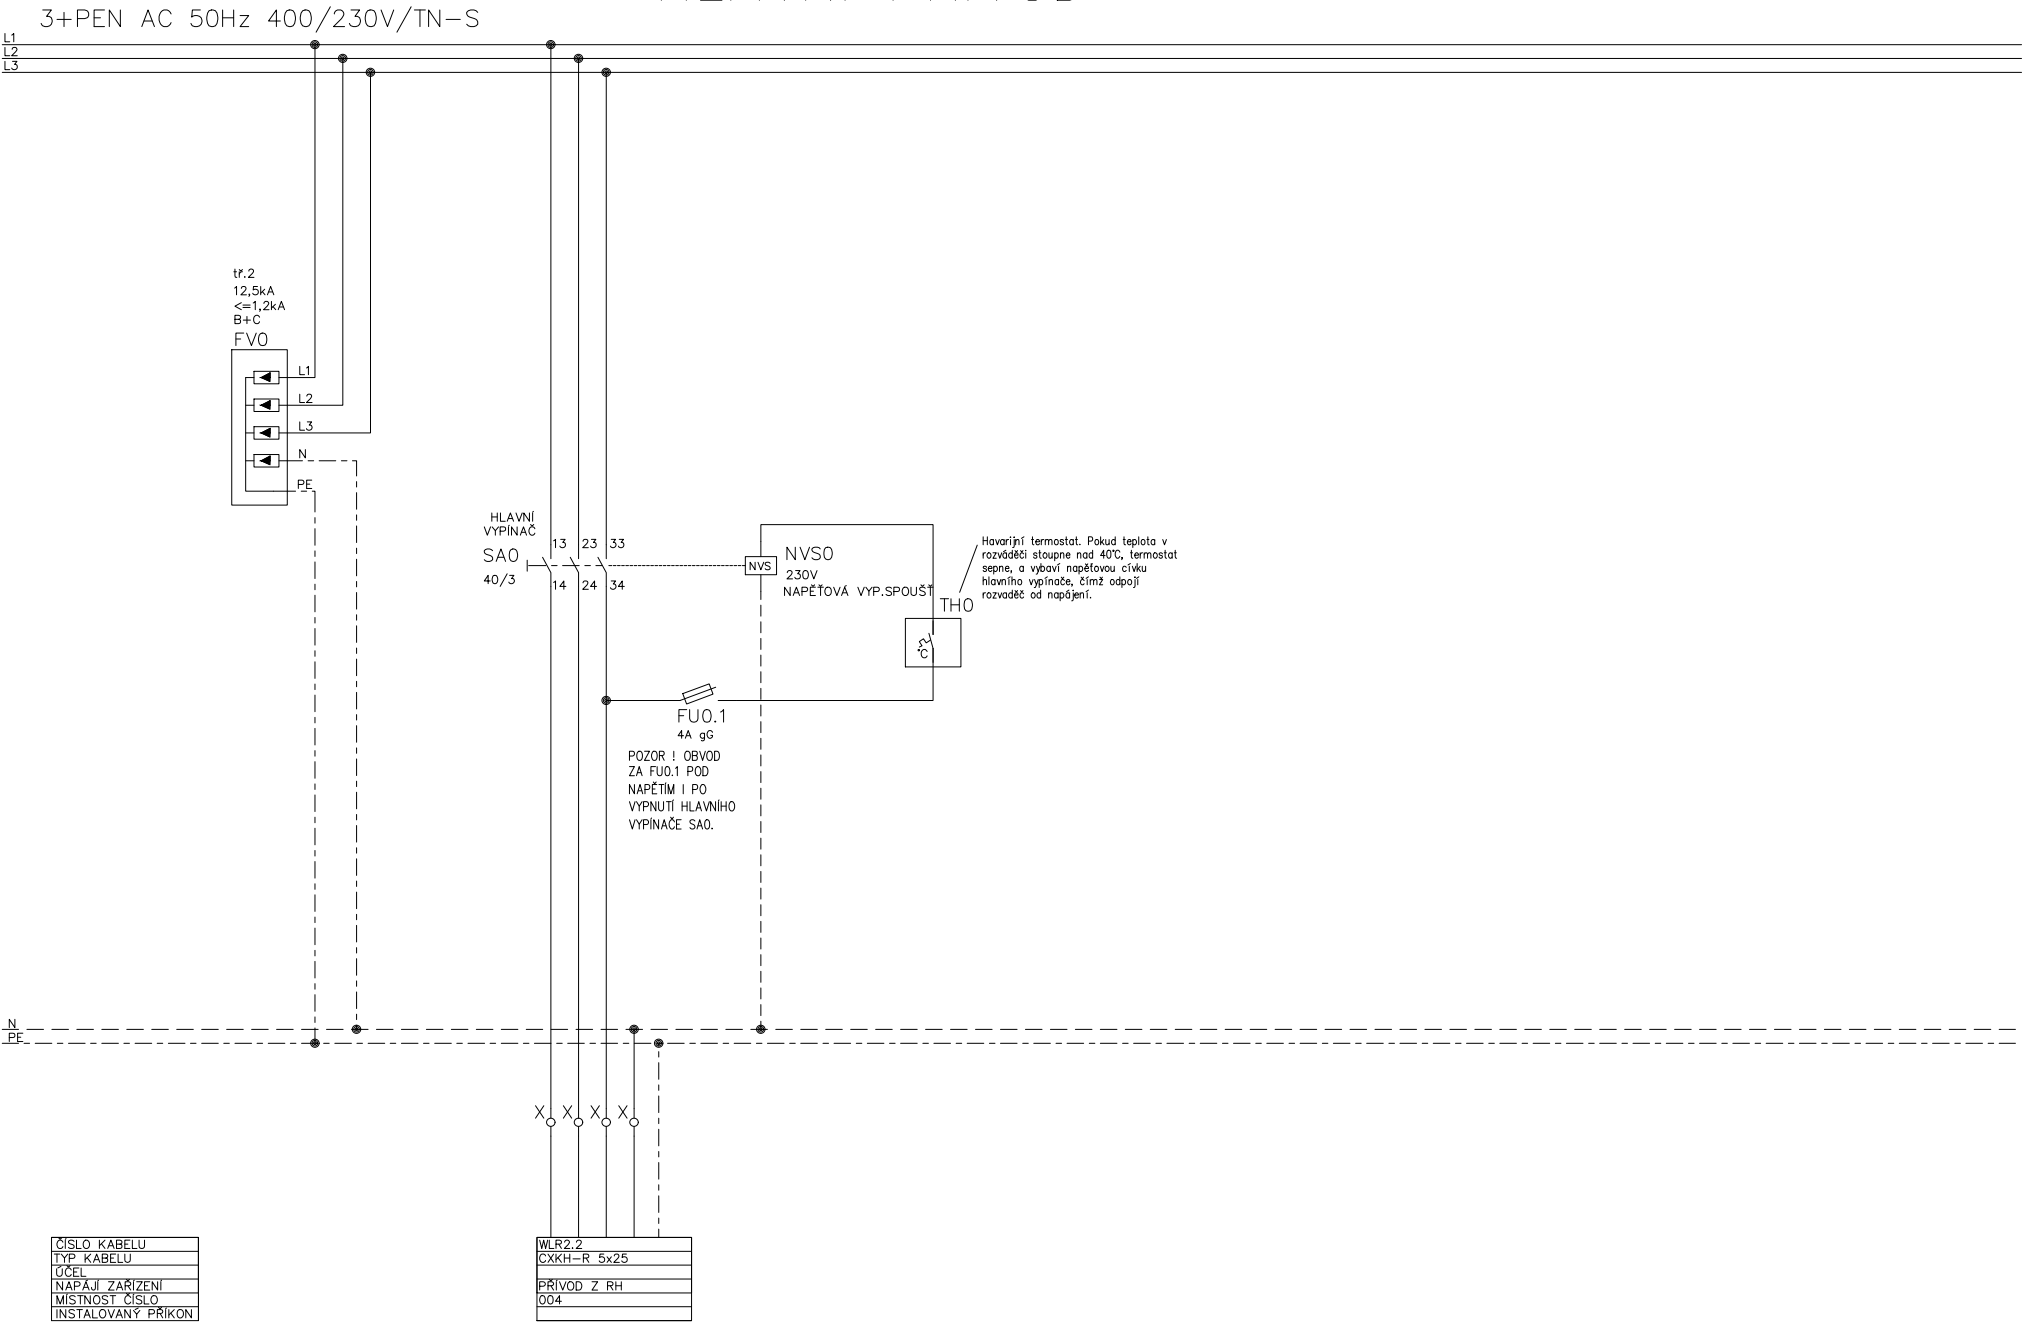 3+PEN AC 50Hz 400/230V/TN-S
L1
L2
L3
tř.2
12,5kA
<=1,2kA
B+C
FV0
L1
L2
L3
N
PE
HLAVNÍ
VYPÍNAČ
SA0
40/3
13 23 33
14 24 34
NVS
NVS0
230V
NAPĚŤOVÁ VYP.SPOUŠŤ
Havarijní termostat. Pokud teplota v
rozváděči stoupne nad 40°C, termostat
sepne, a vybaví napěťovou cívku
hlavního vypínače, čímž odpojí
rozvaděč od napájení.
TH0
°C
FU0.1
4A gG
POZOR ! OBVOD
ZA FU0.1 POD
NAPĚTÍM I PO
VYPNUTÍ HLAVNÍHO
VYPÍNAČE SA0.
N
PE
X X X X
ČÍSLO KABELU
TYP KABELU
ÚČEL
NAPÁJÍ ZAŘÍZENÍ
MÍSTNOST ČÍSLO
INSTALOVANÝ PŘÍKON
WLR2.2
CXKH-R 5x25
PŘÍVOD Z RH
004